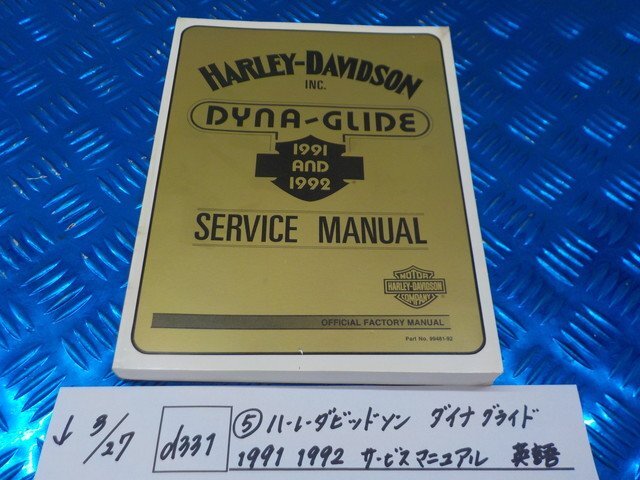 HARLEY-DAVIDSON
INC.
DYNA-GLIDE
1991
AND
1992
SERVICE MANUAL
MOTOR
HARLEY-DAVIDSON
COMPANY
OFFICIAL FACTORY MANUAL
Part No. 99481-92
↓ 3/27 d331 ⑤ ハーレーダビッドソン ダイナグライド
1991 1992 サービスマニュアル 英語